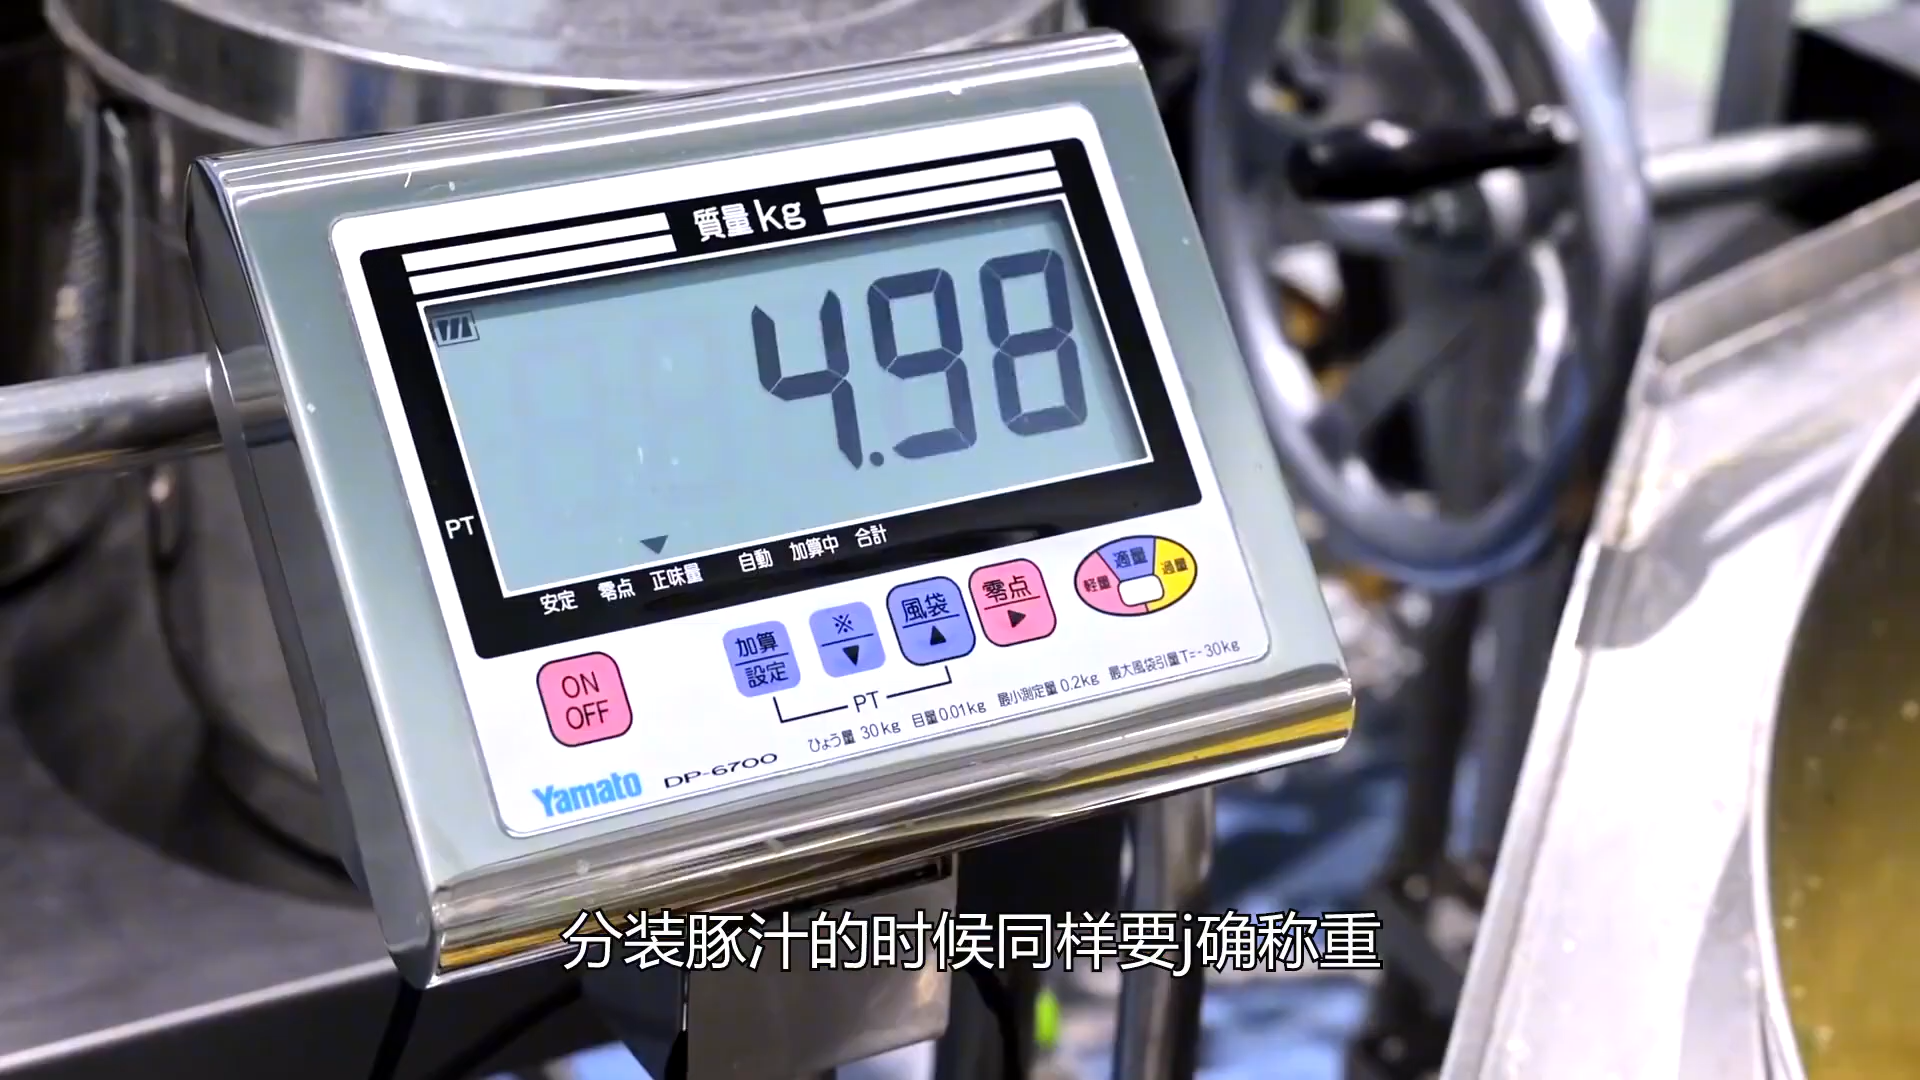 質量kg
4.98
PT
安定 零点 正味量 自動 加算中 合計
ON
OFF
加算
設定
※
▼
風袋
▲
零点
▶
軽量 適量 過量
PT
ひょう量 30kg 目量0.01kg 最小測定量 0.2kg 最大風袋引量T=-30kg
Yamato DP-6700
分装豚汁的时候同样要j确称重